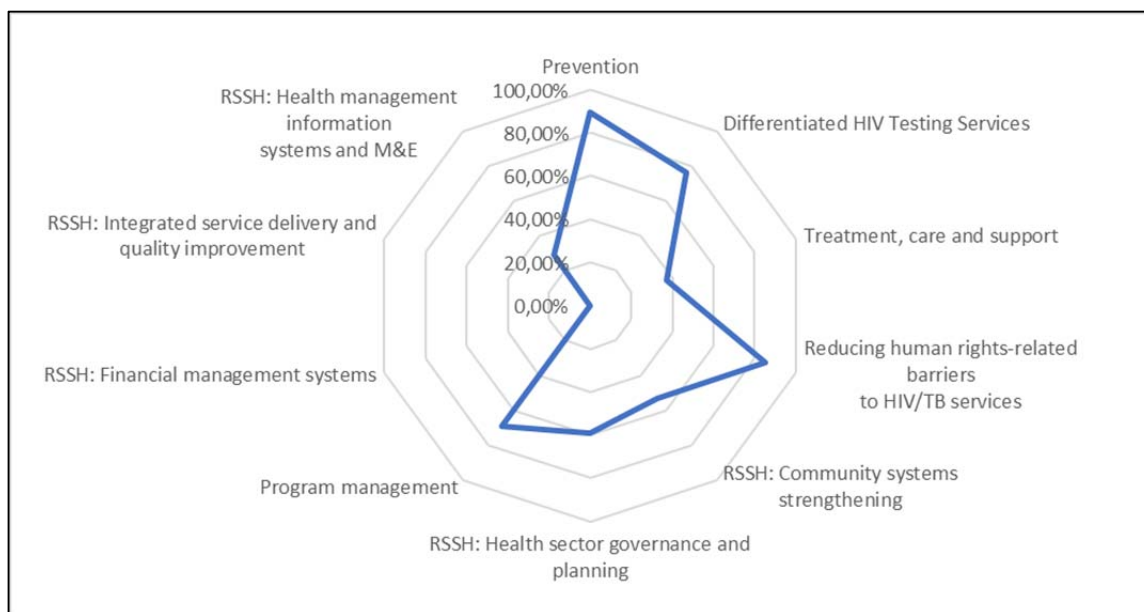 Prevention
100,00%
80,00%
60,00%
40,00%
20,00%
0,00%
Differentiated HIV Testing Services
Treatment, care and support
Reducing human rights-related
barriers
to HIV/TB services
RSSH: Community systems
strengthening
RSSH: Health sector governance and
planning
Program management
RSSH: Financial management systems
RSSH: Integrated service delivery and
quality improvement
RSSH: Health management
information
systems and M&E